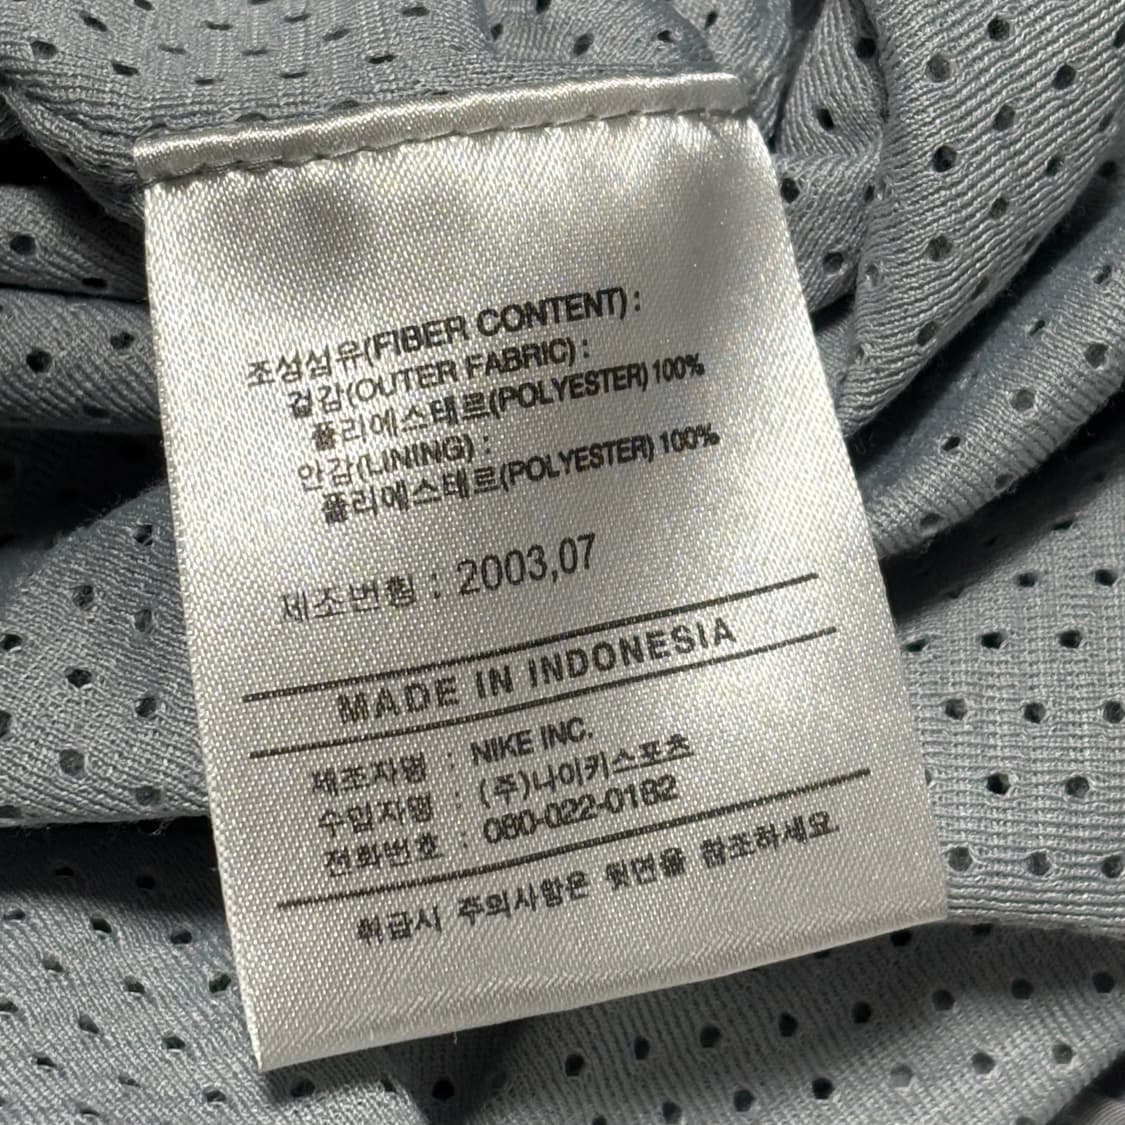 조성섬유(FIBER CONTENT) :
겉감(OUTER FABRIC) :
폴리에스테르(POLYESTER) 100%
안감(LINING) :
폴리에스테르(POLYESTER) 100%
제조번형 : 2003,07
MADE IN INDONESIA
제조자명 : NIKE INC.
수입자명 : (주)나이키스포츠
전화번호 : 080-022-0182
취급시 주의사항은 뒷면을 참조하세요